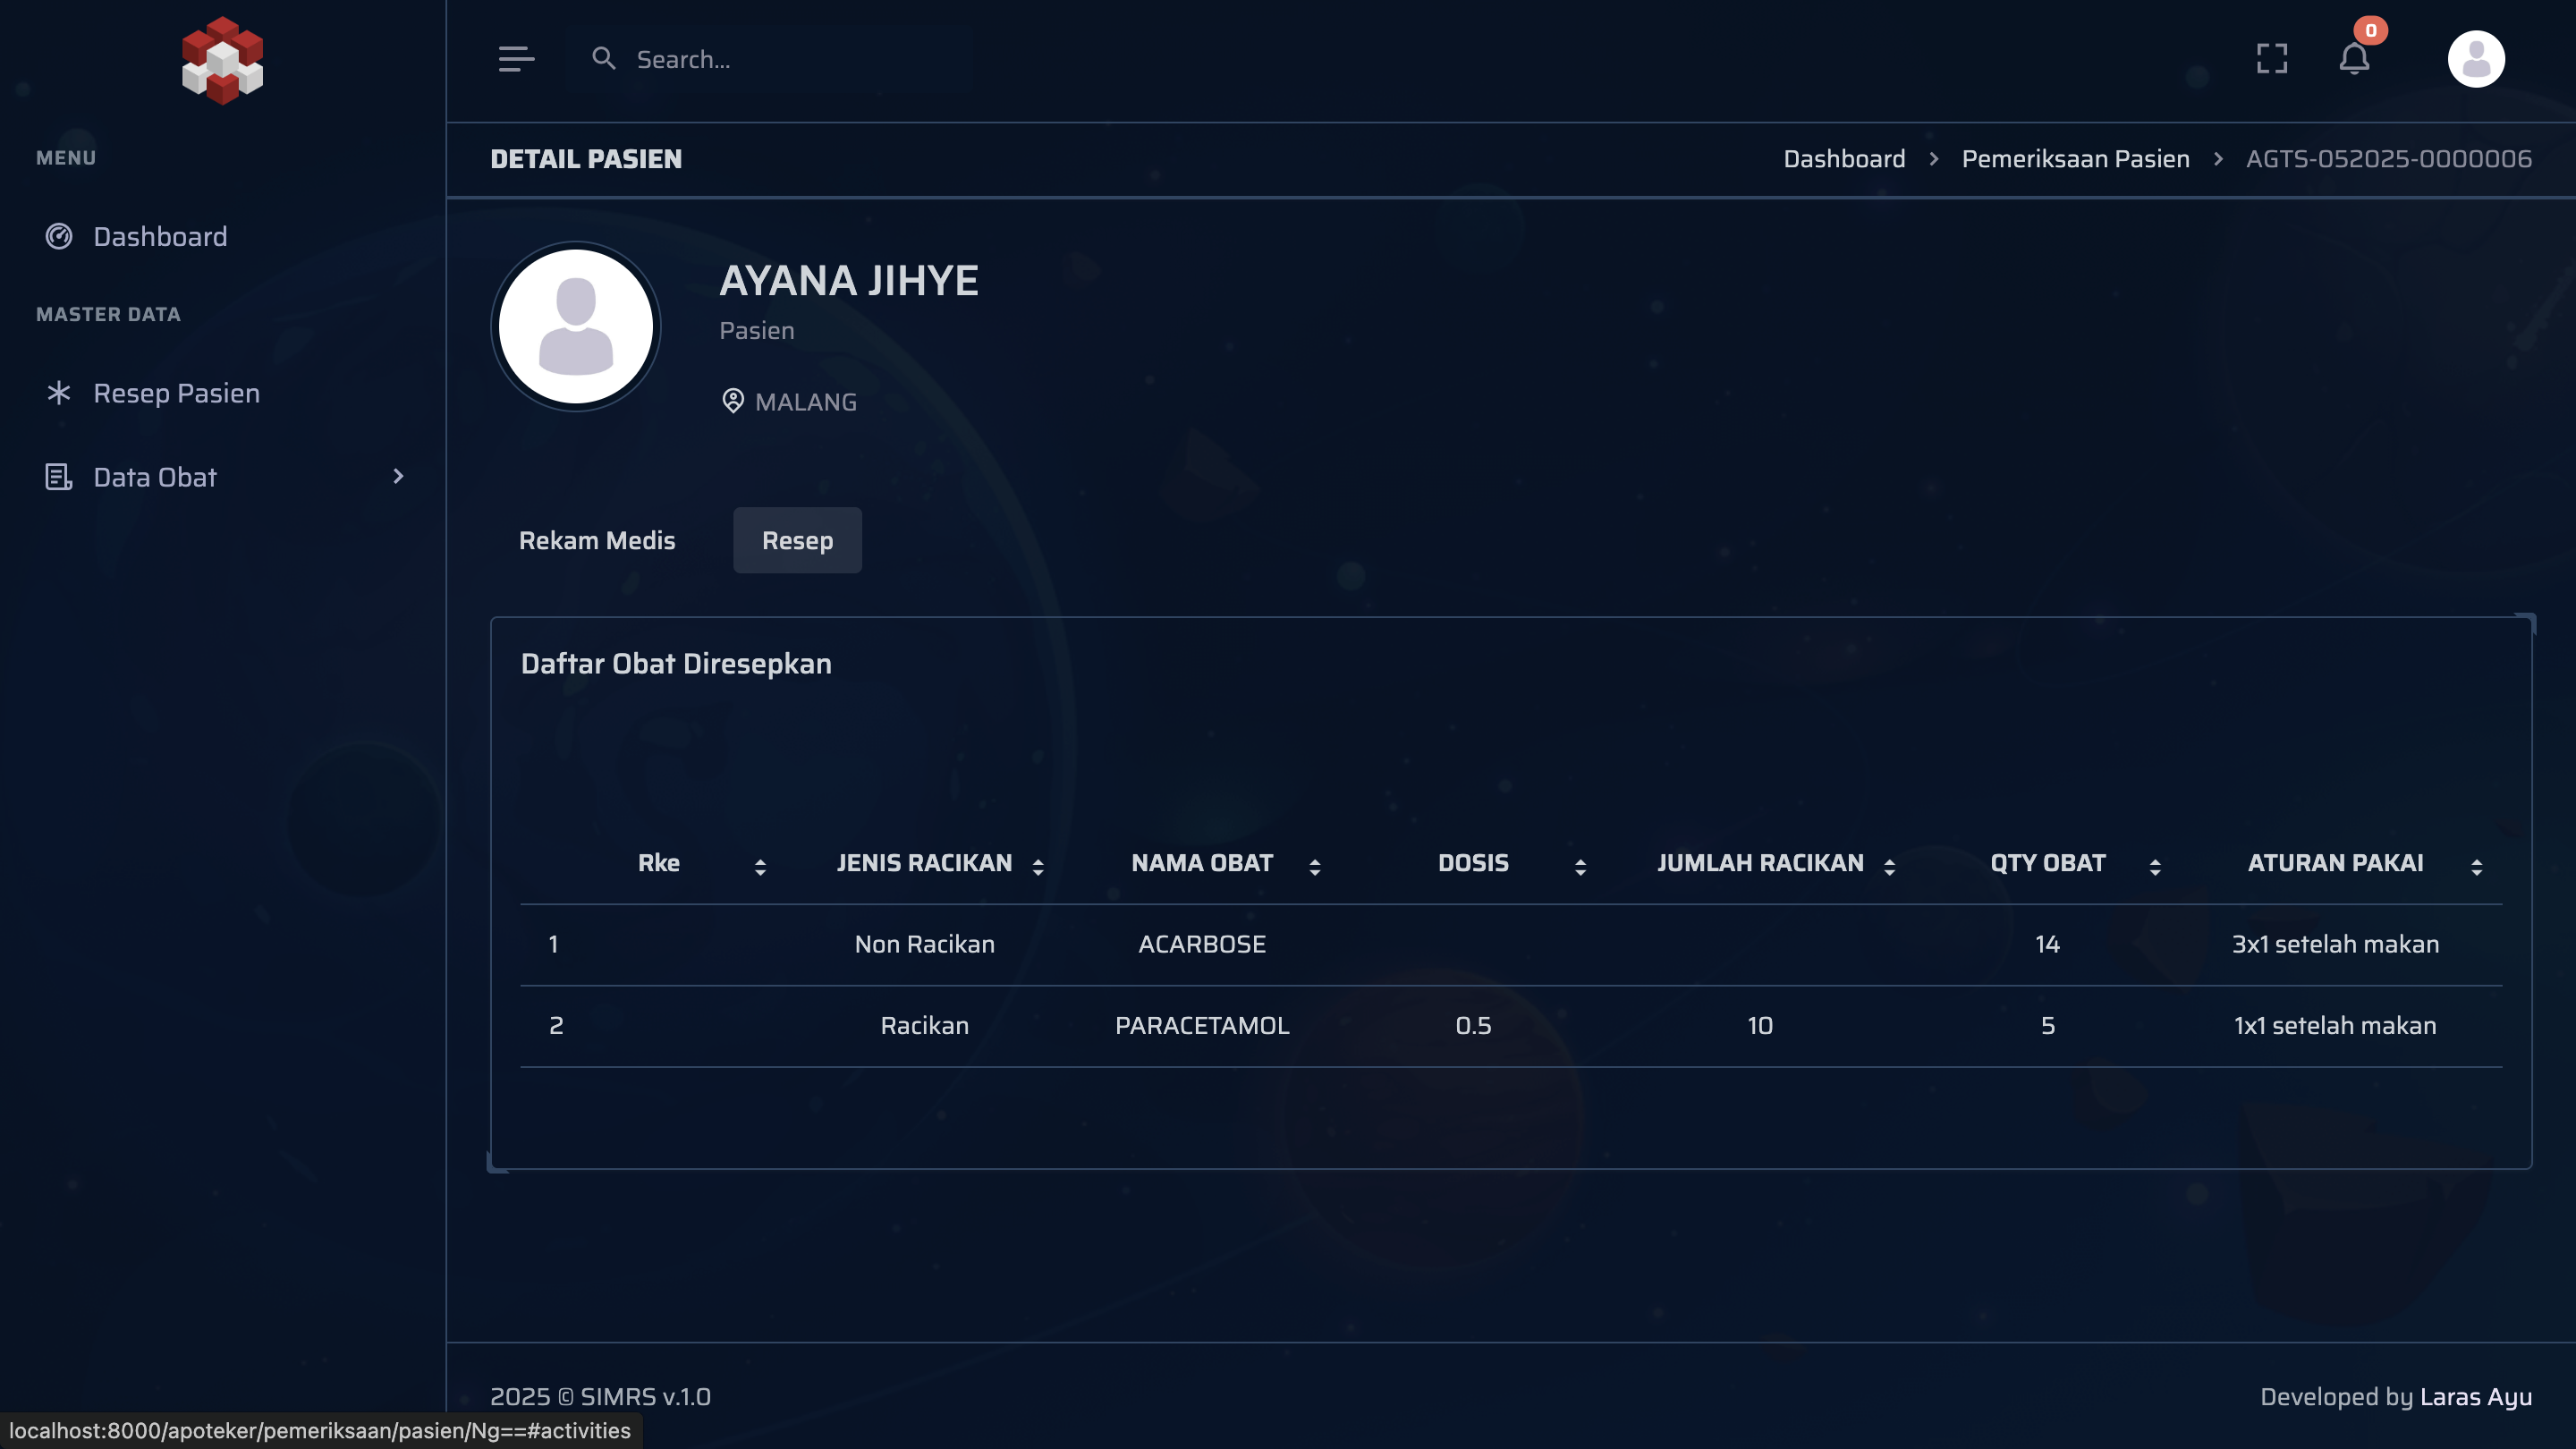 MENU
Dashboard
MASTER DATA
Resep Pasien
Data Obat
Search...
0
DETAIL PASIEN
Dashboard > Pemeriksaan Pasien > AGTS-052025-0000006
AYANA JIHYE
Pasien
MALANG
Rekam Medis Resep
Daftar Obat Diresepkan
Rke JENIS RACIKAN NAMA OBAT DOSIS JUMLAH RACIKAN QTY OBAT ATURAN PAKAI
1 Non Racikan ACARBOSE 14 3x1 setelah makan
2 Racikan PARACETAMOL 0.5 10 5 1x1 setelah makan
2025 © SIMRS v.1.0
Developed by Laras Ayu
localhost:8000/apoteker/pemeriksaan/pasien/Ng==#activities